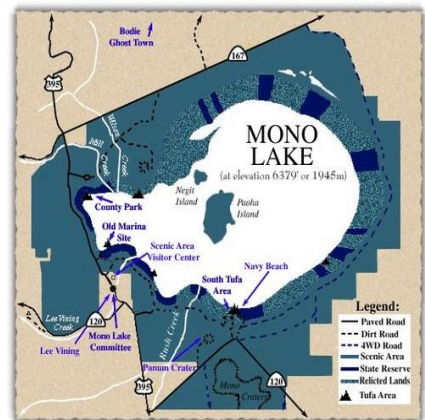 Bodie
Ghost Town
167
US
395
Wilson
Creek
Mill
Creek
MONO
LAKE
(at elevation 6379' or 1945m)
Negit
Island
Paoha
Island
County Park
Old Marina
Site
Scenic Area
Visitor Center
South Tufa
Area
Navy Beach
Lee Vining
Creek
120
Lee Vining
Mono Lake
Committee
Rush Creek
Panum Crater
Mono
Craters
US
395
120
Legend:
Paved Road
Dirt Road
4WD Road
Scenic Area
State Reserve
Relicted Lands
Tufa Area